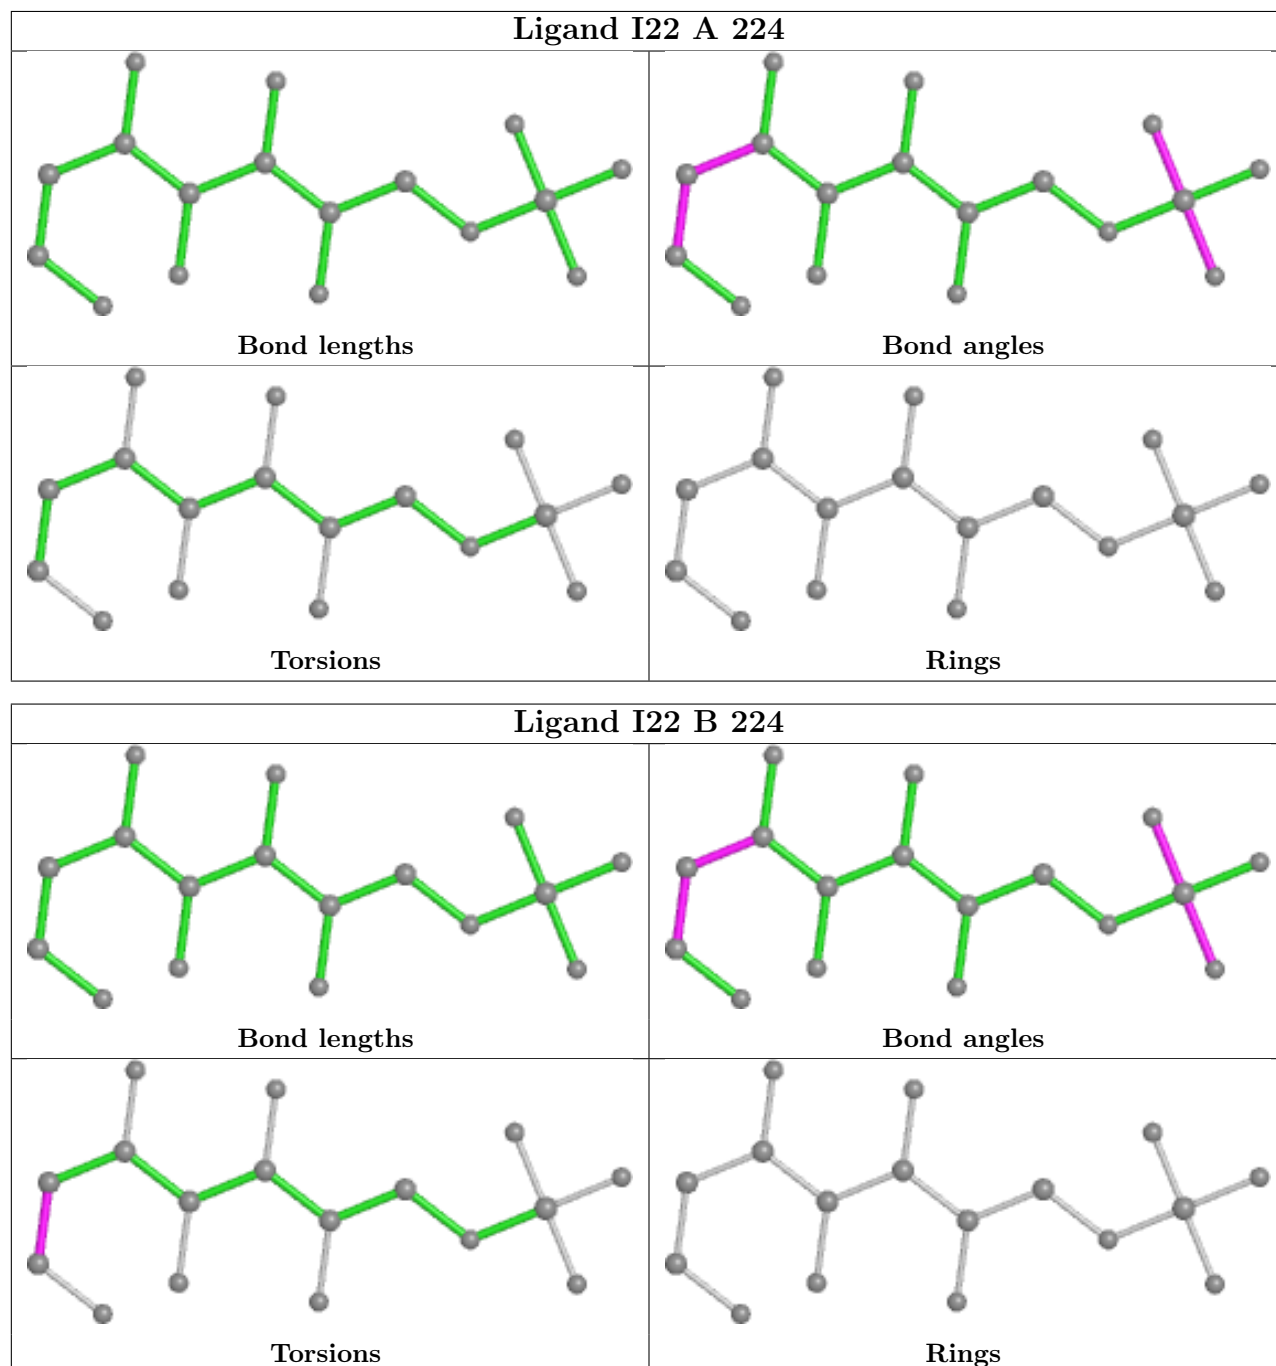 Ligand I22 A 224
Bond lengths
Bond angles
Torsions
Rings
Ligand I22 B 224
Bond lengths
Bond angles
Torsions
Rings